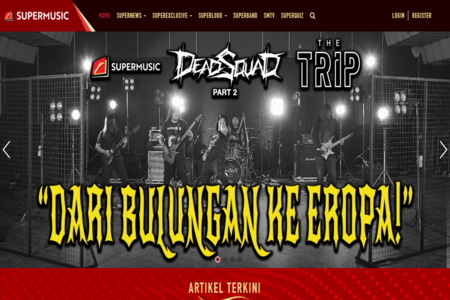 SUPERMUSIC
HOME SUPERNEWS SUPEREXCLUSIVE SUPERLOUD SUPERBAND SMTV SUPERQUIZ
LOGIN | REGISTER
SUPERMUSIC
DEADSQUAD
PART 2
THE
TRIP
"DARI BULUNGAN KE EROPA!"
ARTIKEL TERKINI